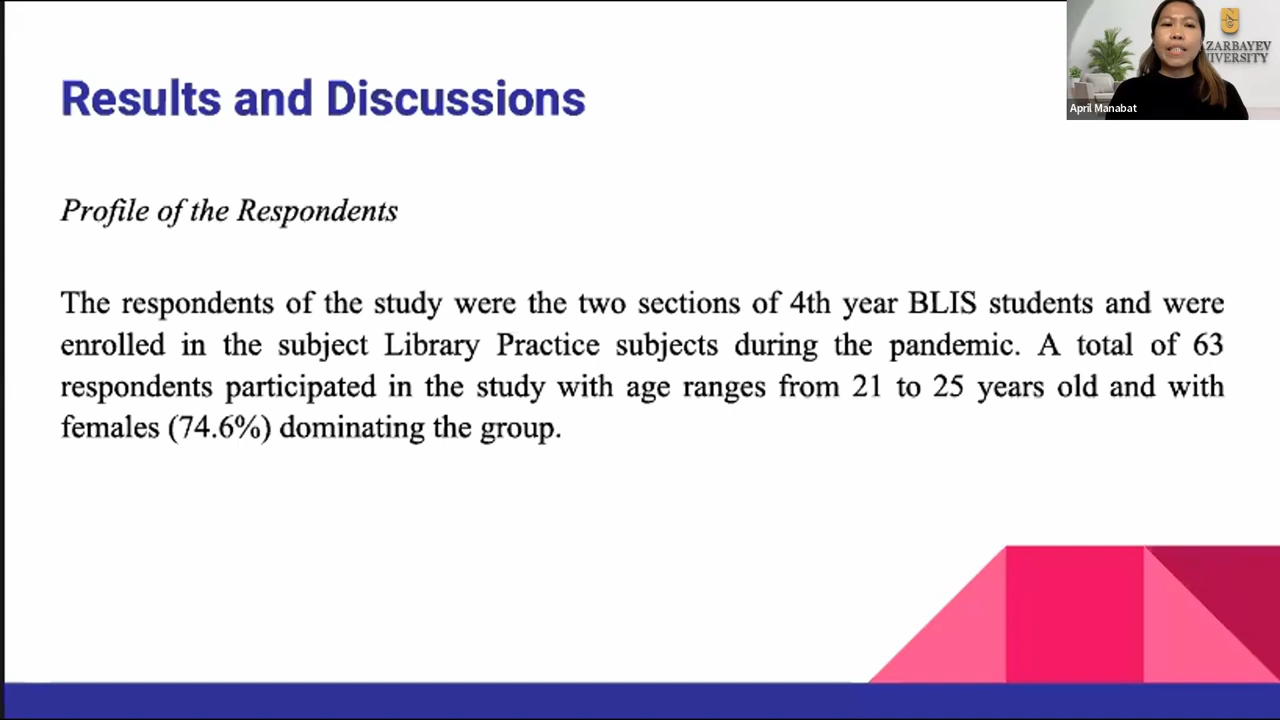 Results and Discussions
Profile of the Respondents
The respondents of the study were the two sections of 4th year BLIS students and were
enrolled in the subject Library Practice subjects during the pandemic. A total of 63
respondents participated in the study with age ranges from 21 to 25 years old and with
females (74.6%) dominating the group.
ZARBAYEV
IVERSITY
April Manabat